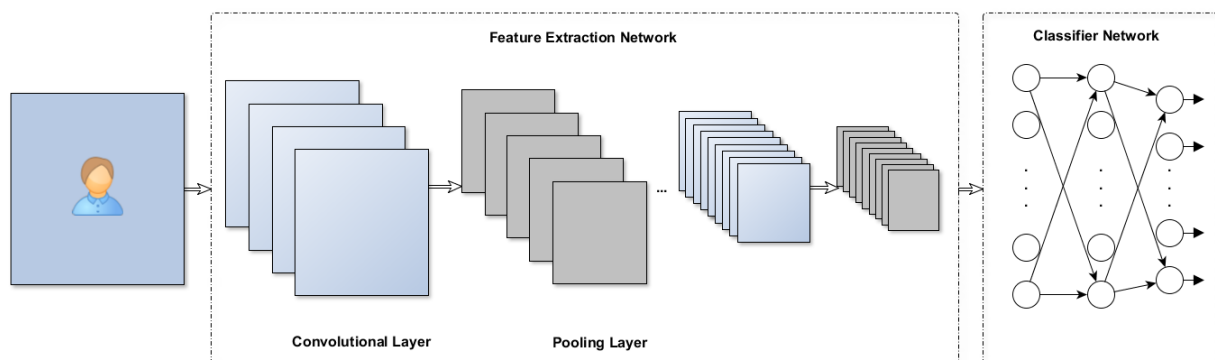 Feature Extraction Network
Classifier Network
...
Convolutional Layer
Pooling Layer